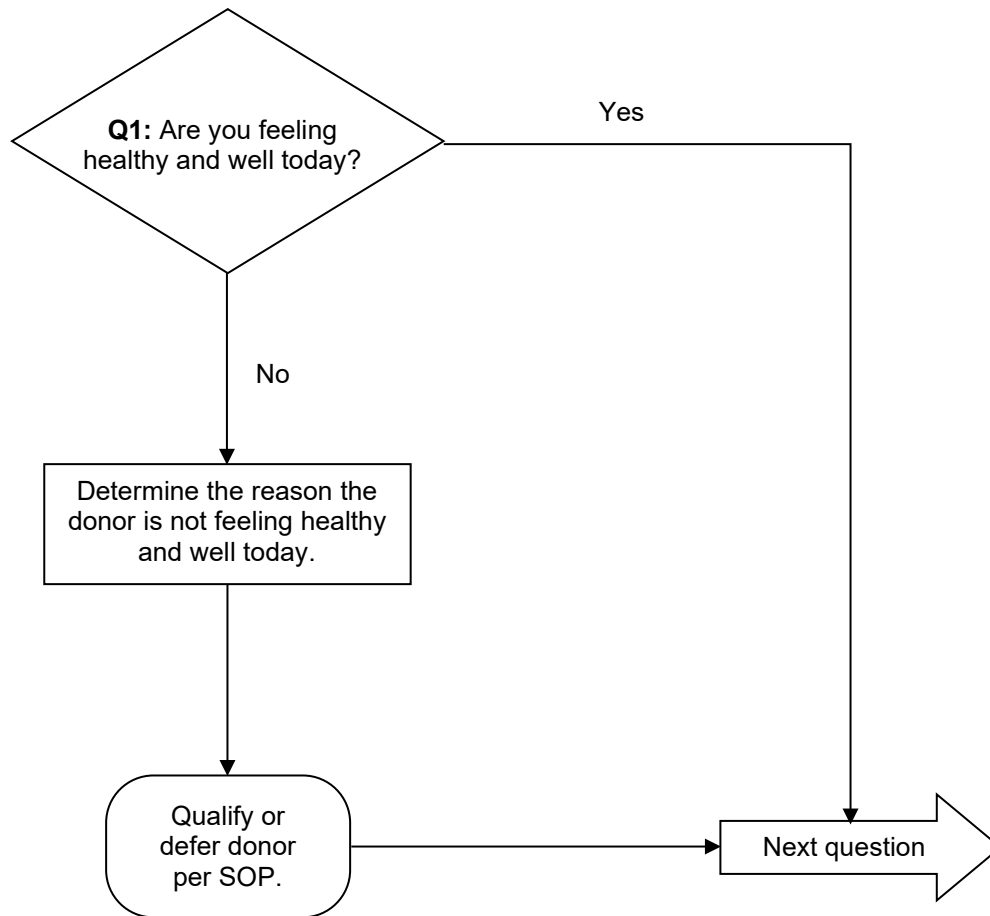 Q1: Are you feeling
healthy and well today?
Yes
No
Determine the reason the
donor is not feeling healthy
and well today.
Qualify or
defer donor
per SOP.
Next question